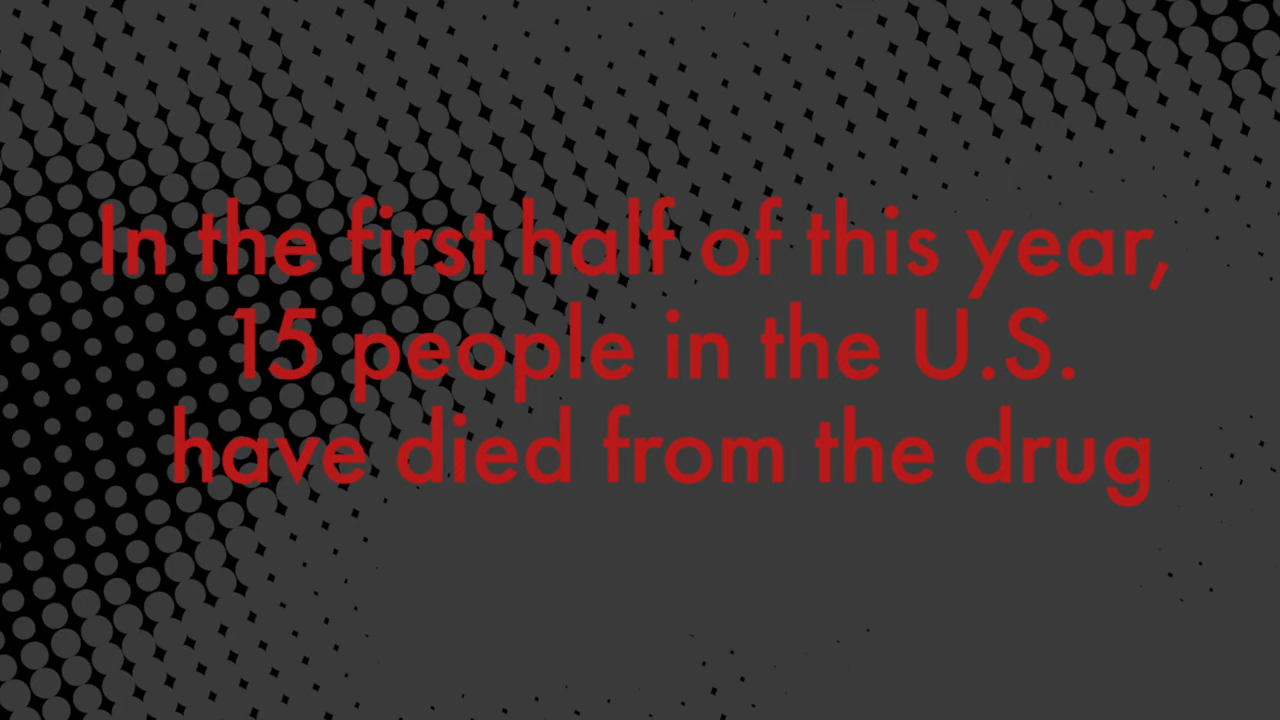 In the first half of this year,
15 people in the U.S.
have died from the drug